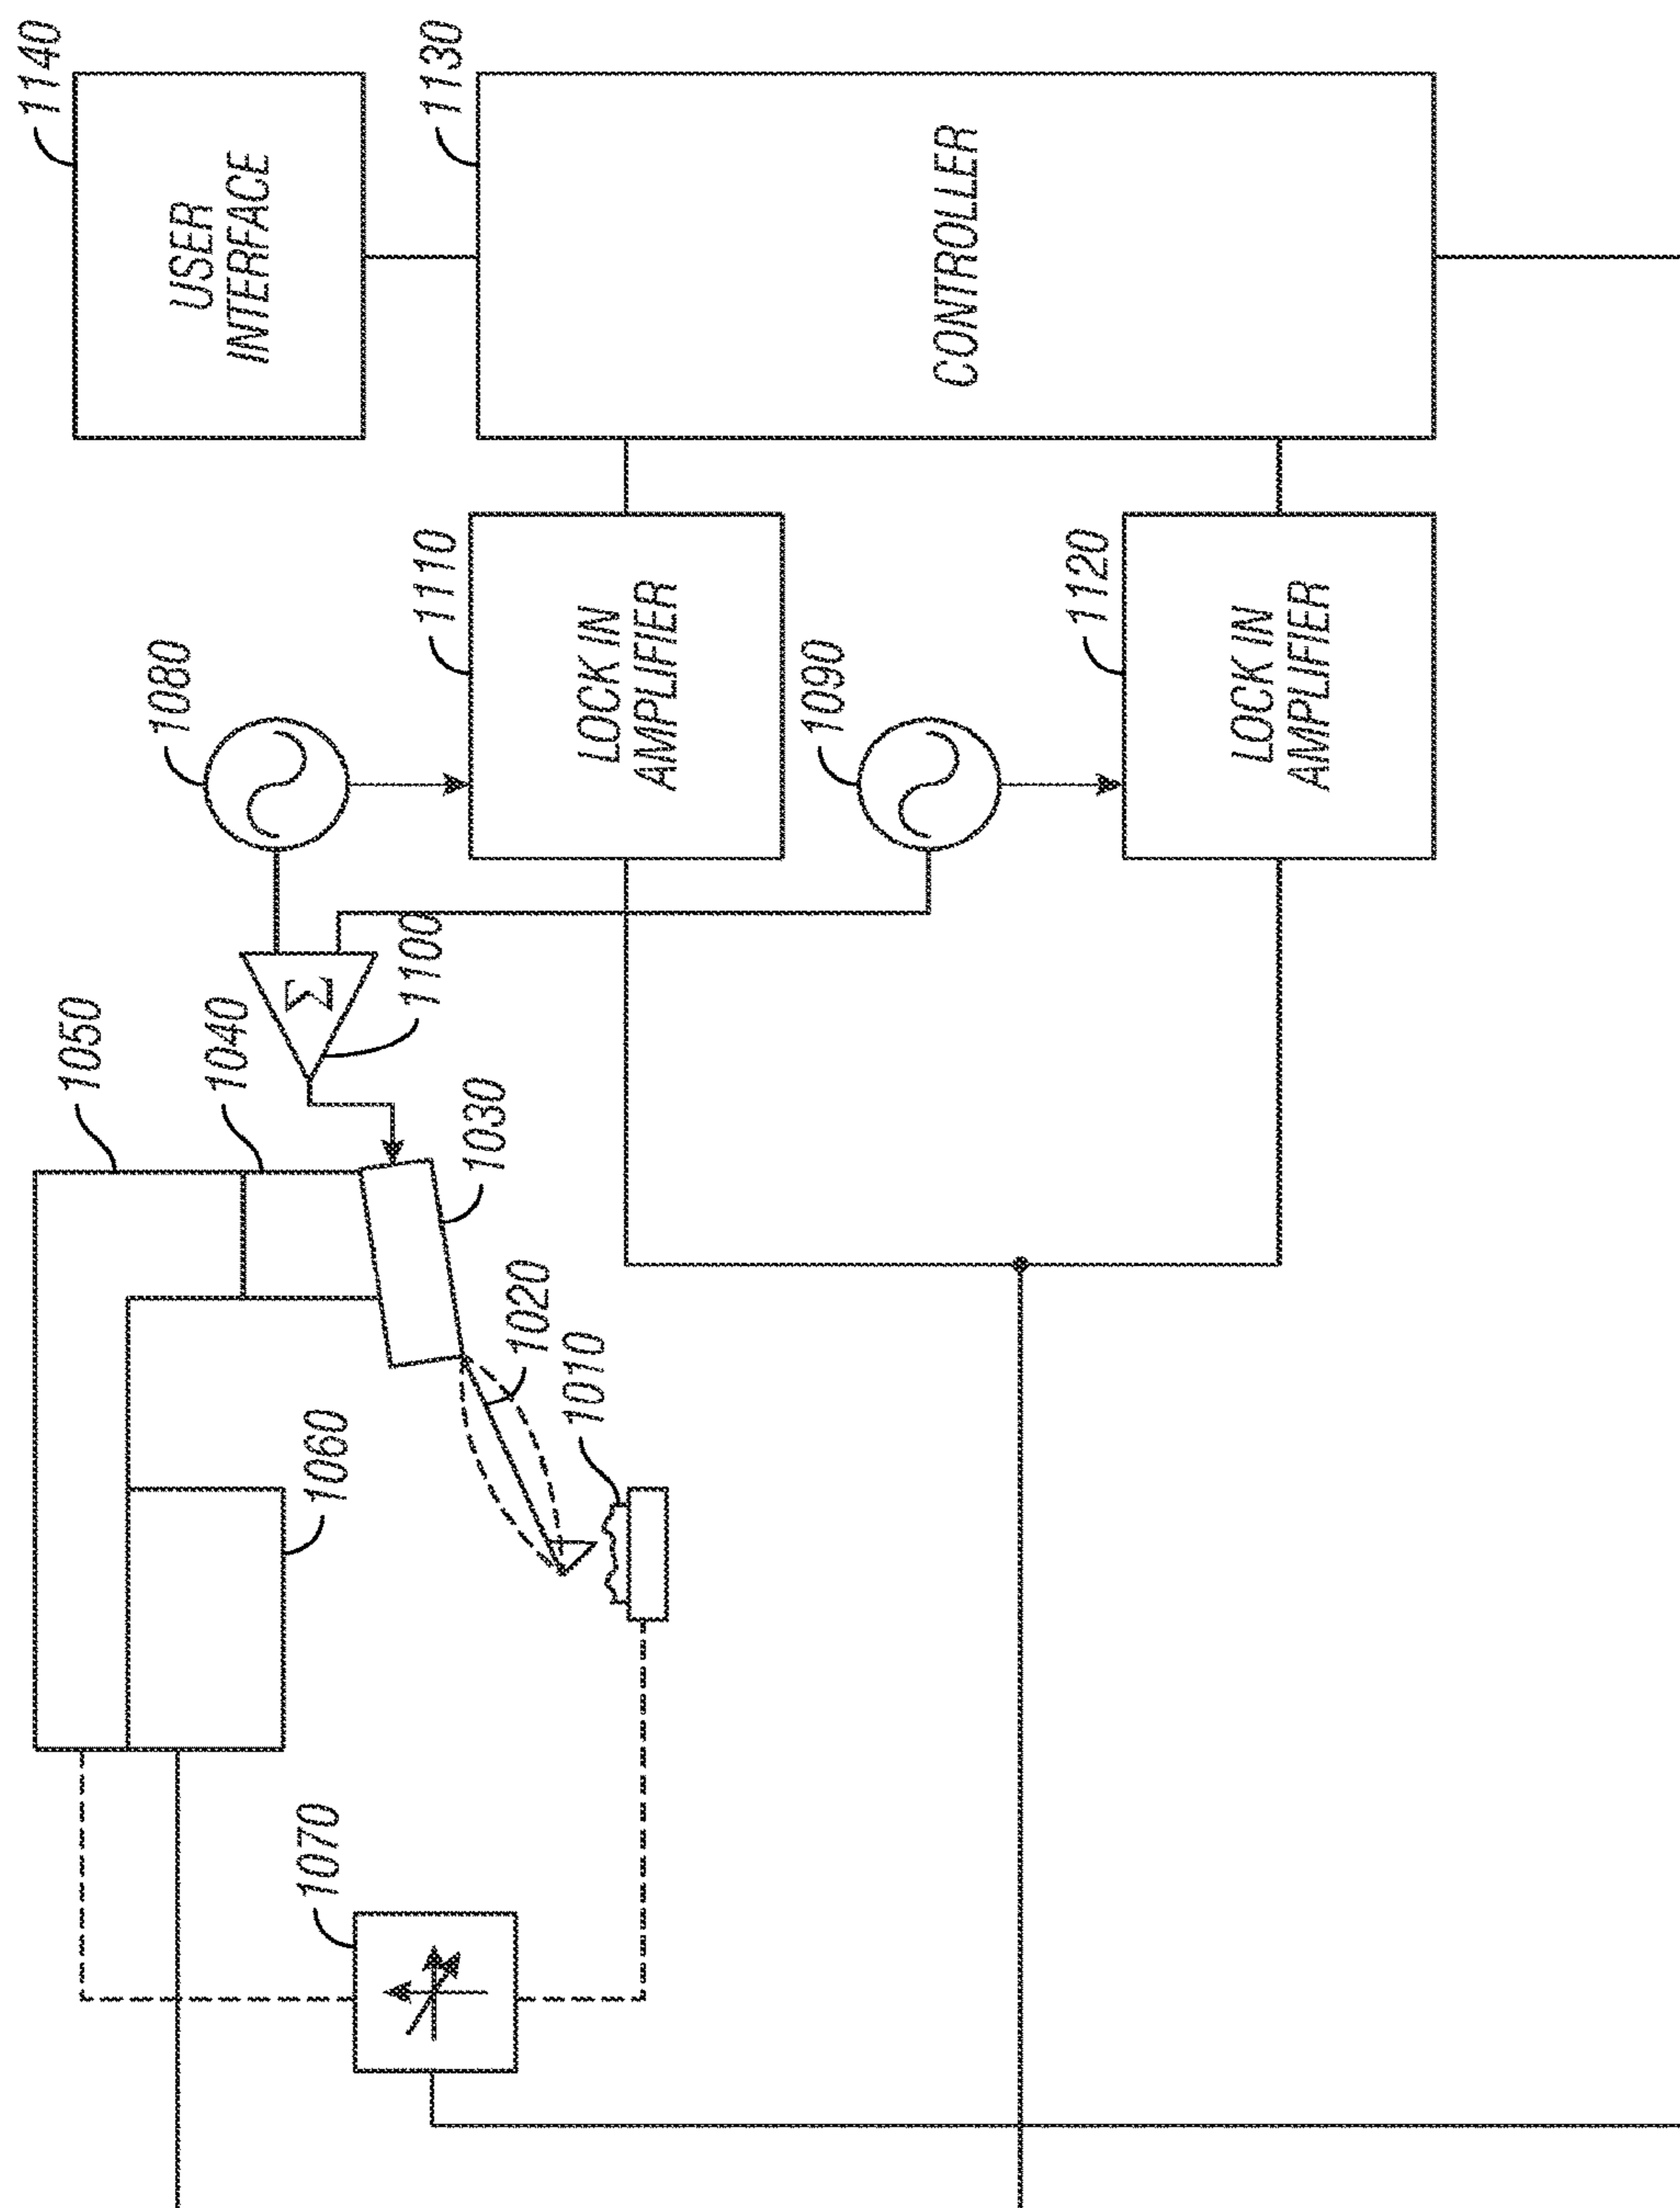 1050
1140
1080
1040
USER
INTERFACE
1070
1060
Σ
1100
1110
1130
1030
1020
1010
LOCK IN
AMPLIFIER
1090
CONTROLLER
1120
LOCK IN
AMPLIFIER